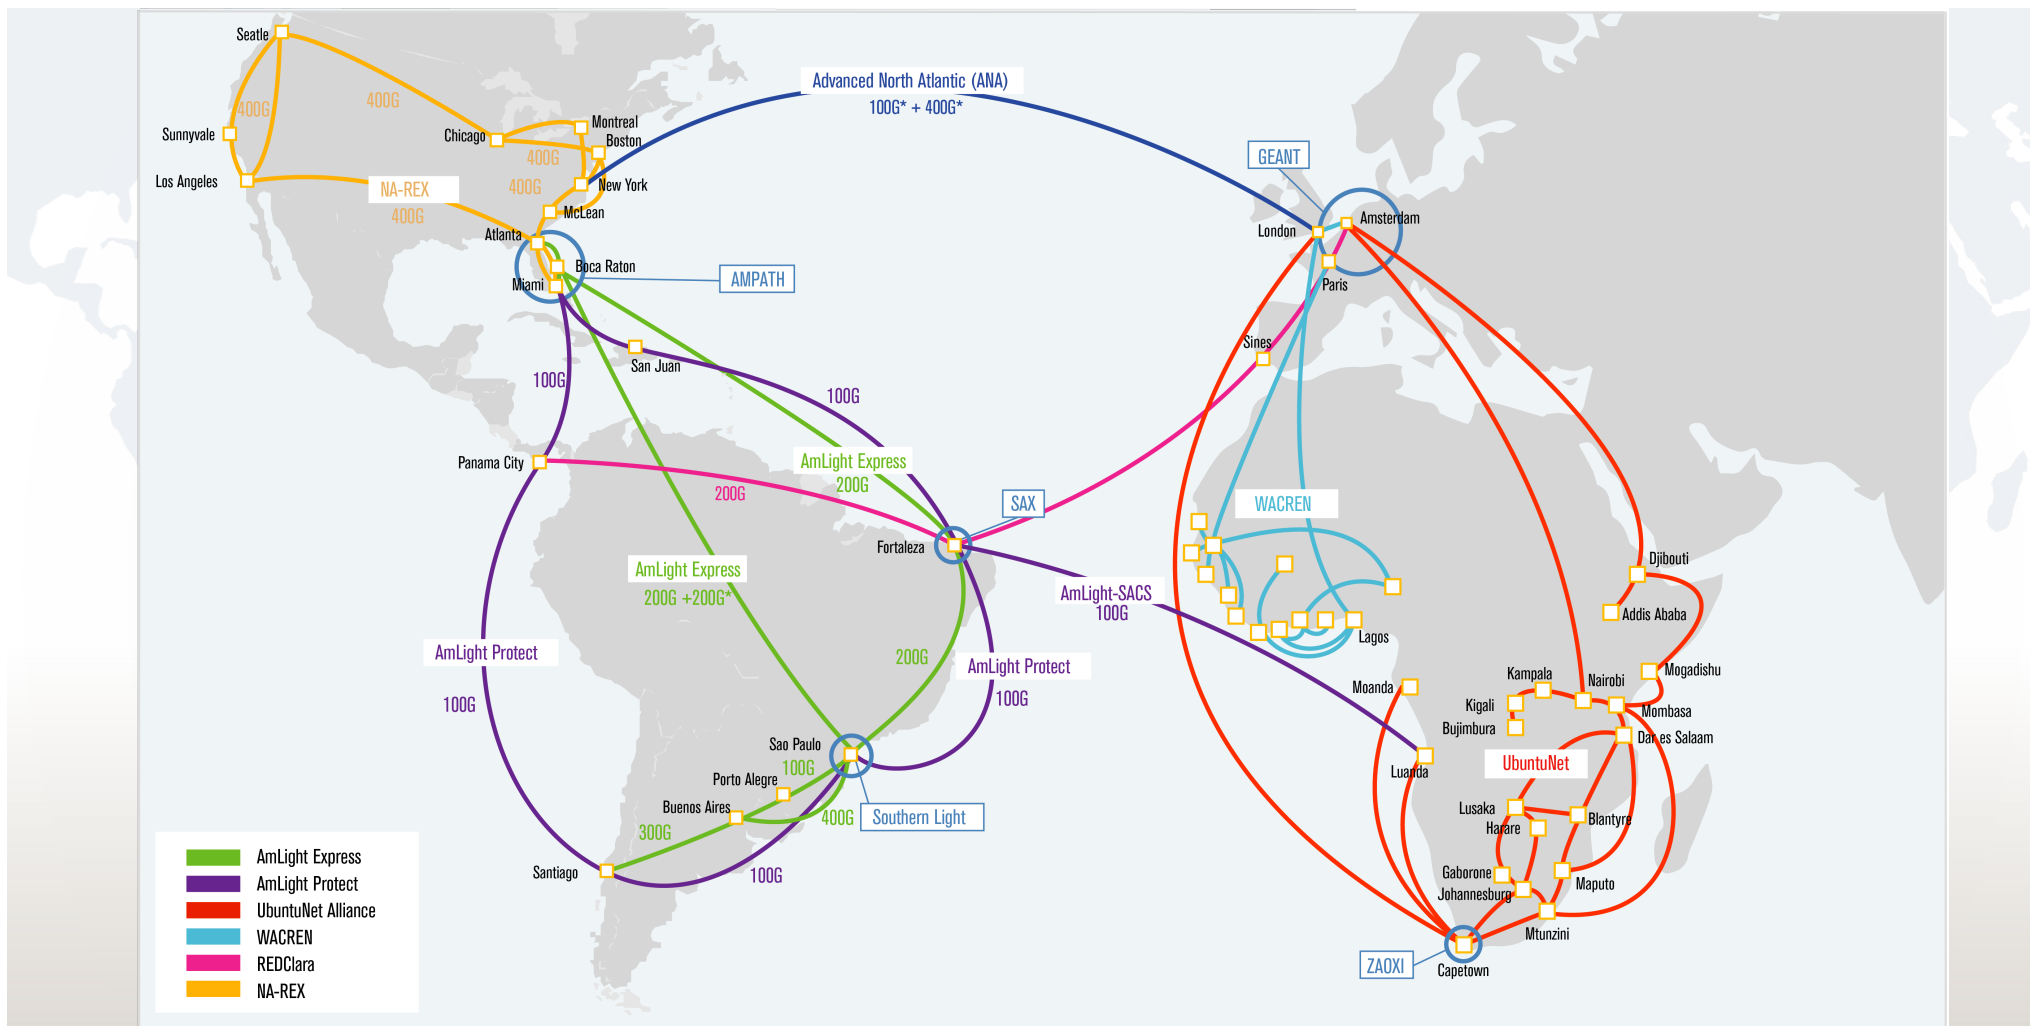 Seatle
Advanced North Atlantic (ANA)
100G* + 400G*
400G
400G
Sunnyvale
Chicago
Montreal
Boston
400G
GEANT
Los Angeles
NA-REX
400G
400G
New York
McLean
Atlanta
Amsterdam
London
Boca Raton
AMPATH
Miami
Paris
Sines
San Juan
100G
100G
Panama City
AmLight Express
200G
200G
SAX
WACREN
Fortaleza
Djibouti
AmLight Express
200G +200G*
AmLight-SACS
100G
Addis Ababa
Lagos
AmLight Protect
200G
AmLight Protect
100G
100G
Moanda
Kampala
Nairobi
Mogadishu
Kigali
Mombasa
Bujimbura
Dar es Salaam
Sao Paulo
100G
UbuntuNet
Luanda
Porto Alegre
Buenos Aires
400G
Southern Light
300G
Lusaka
Harare
Blantyre
Santiago
100G
Gaborone
Johannesburg
Maputo
Mtunzini
ZAOXI
Capetown
AmLight Express
AmLight Protect
UbuntuNet Alliance
WACREN
REDClara
NA-REX